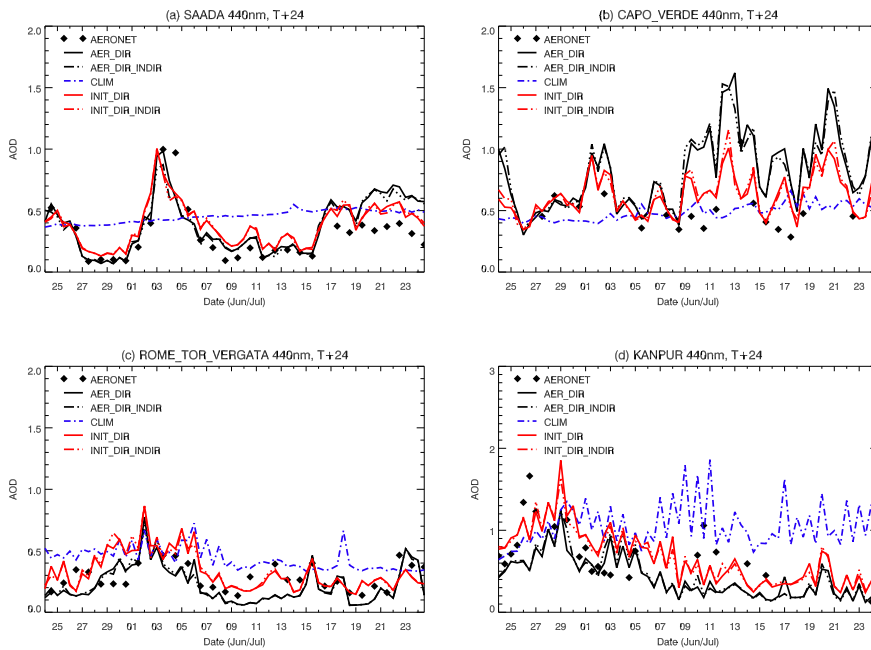 (a) SAADA 440nm, T+24
2.0
1.5
1.0
0.5
0.0
AOD
AERONET
AER_DIR
AER_DIR_INDIR
CLIM
INIT_DIR
INIT_DIR_INDIR
25 27 29 01 03 05 07 09 11 13 15 17 19 21 23
Date (Jun/Jul)
(b) CAPO_VERDE 440nm, T+24
2.0
1.5
1.0
0.5
0.0
AOD
AERONET
AER_DIR
AER_DIR_INDIR
CLIM
INIT_DIR
INIT_DIR_INDIR
25 27 29 01 03 05 07 09 11 13 15 17 19 21 23
Date (Jun/Jul)
(c) ROME_TOR_VERGATA 440nm, T+24
2.0
1.5
1.0
0.5
0.0
AOD
AERONET
AER_DIR
AER_DIR_INDIR
CLIM
INIT_DIR
INIT_DIR_INDIR
25 27 29 01 03 05 07 09 11 13 15 17 19 21 23
Date (Jun/Jul)
(d) KANPUR 440nm, T+24
3
2
1
0
AOD
AERONET
AER_DIR
AER_DIR_INDIR
CLIM
INIT_DIR
INIT_DIR_INDIR
25 27 29 01 03 05 07 09 11 13 15 17 19 21 23
Date (Jun/Jul)